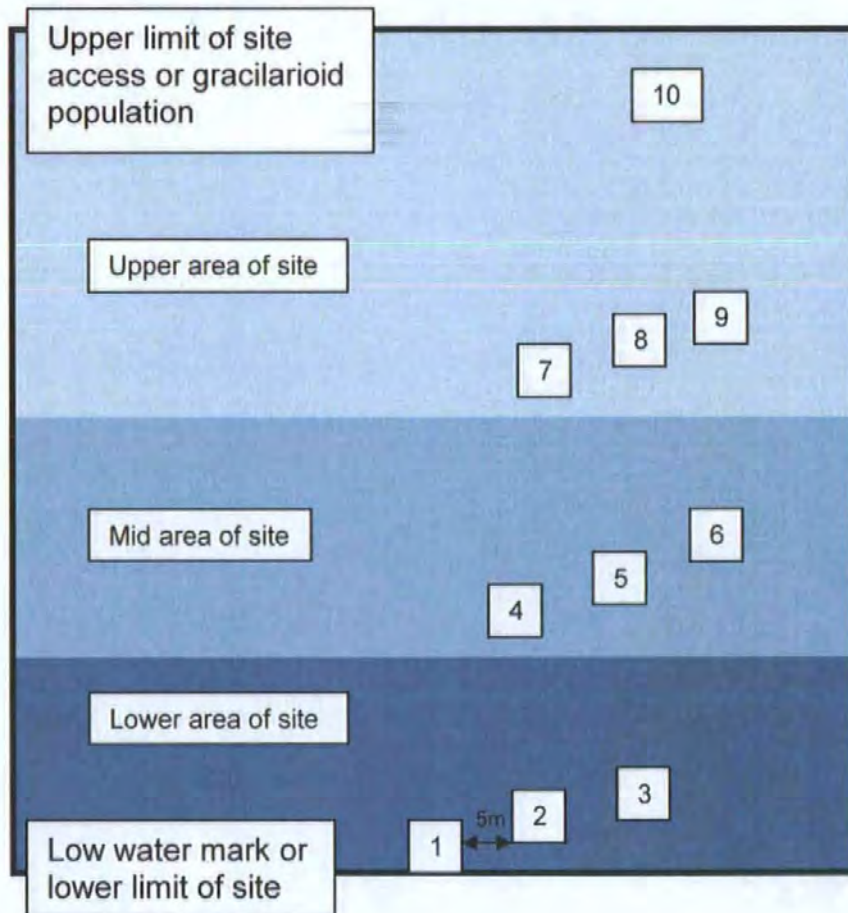 Upper limit of site
access or gracilarioid
population
10
Upper area of site
9
8
7
Mid area of site
6
5
4
Lower area of site
3
2
5m
1
Low water mark or
lower limit of site